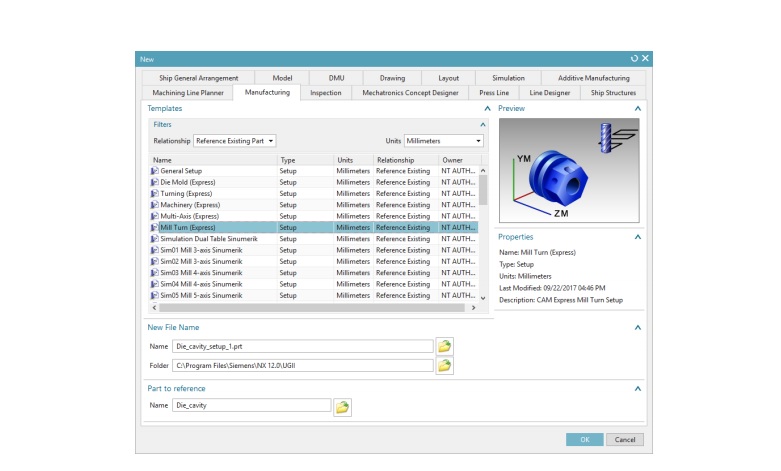 New
Ship General Arrangement Model DMU Drawing Layout Simulation Additive Manufacturing
Machining Line Planner Manufacturing Inspection Mechatronics Concept Designer Press Line Line Designer Ship Structures
Templates
Filters
Relationship Reference Existing Part Units Millimeters
Name Type Units Relationship Owner
General Setup Setup Millimeters Reference Existing NT AUTH...
Die Mold (Express) Setup Millimeters Reference Existing NT AUTH...
Turning (Express) Setup Millimeters Reference Existing NT AUTH...
Machinery (Express) Setup Millimeters Reference Existing NT AUTH...
Multi-Axis (Express) Setup Millimeters Reference Existing NT AUTH...
Mill Turn (Express) Setup Millimeters Reference Existing NT AUTH...
Simulation Dual Table Sinumerik Setup Millimeters Reference Existing NT AUTH...
Sim01 Mill 3-axis Sinumerik Setup Millimeters Reference Existing NT AUTH...
Sim02 Mill 3-axis Sinumerik Setup Millimeters Reference Existing NT AUTH...
Sim03 Mill 4-axis Sinumerik Setup Millimeters Reference Existing NT AUTH...
Sim04 Mill 4-axis Sinumerik Setup Millimeters Reference Existing NT AUTH...
Sim05 Mill 5-axis Sinumerik Setup Millimeters Reference Existing NT AUTH...
Preview
YM
ZM
Properties
Name: Mill Turn (Express)
Type: Setup
Units: Millimeters
Last Modified: 09/22/2017 04:46 PM
Description: CAM Express Mill Turn Setup
New File Name
Name Die_cavity_setup_1.prt
Folder C:\Program Files\Siemens\NX 12.0\UGII
Part to reference
Name Die_cavity
OK Cancel